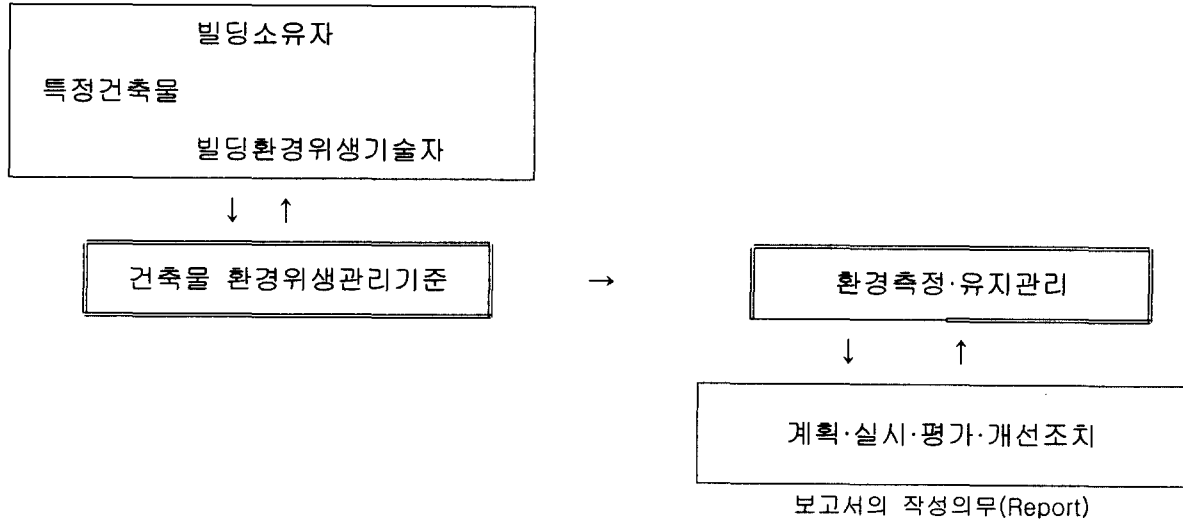 빌딩소유자
특정건축물
빌딩환경위생기술자
↓ ↑
건축물 환경위생관리기준
→
환경측정·유지관리
↓ ↑
계획·실시·평가·개선조치
보고서의 작성의무(Report)